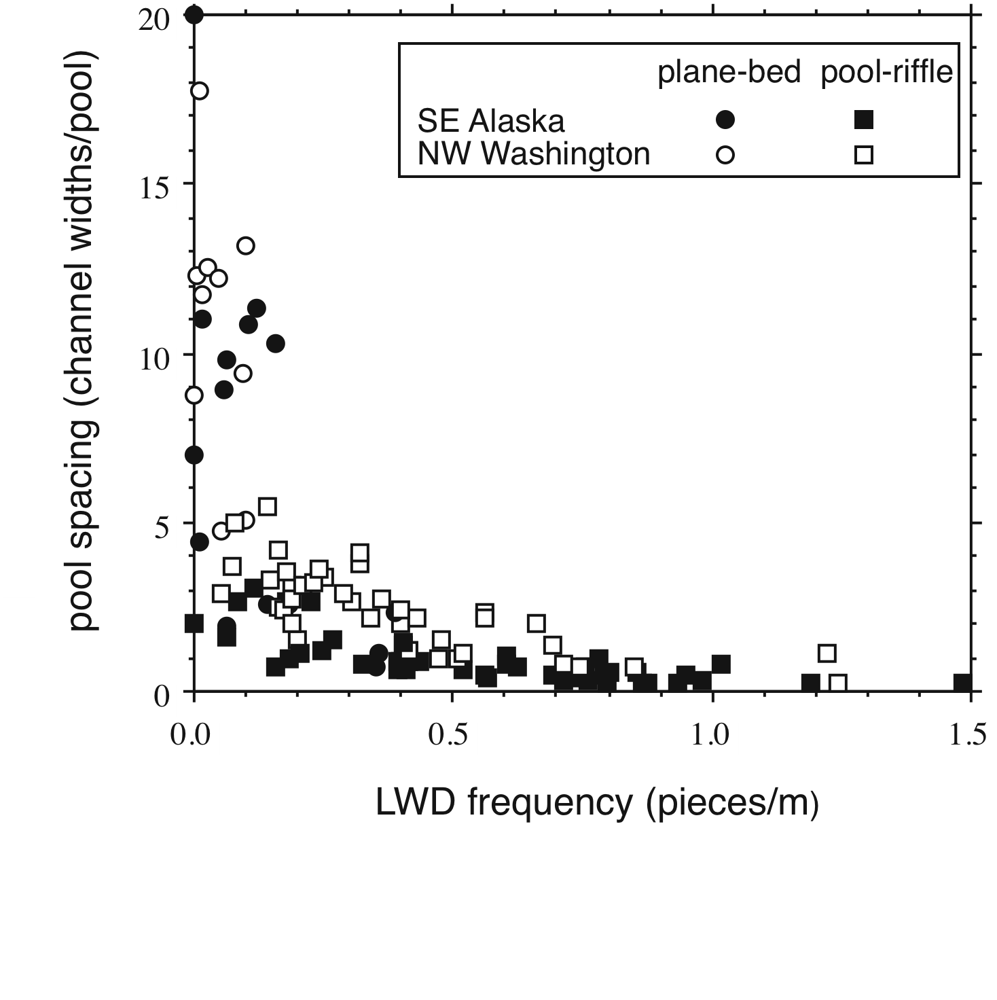 20
15
10
5
0
pool spacing (channel widths/pool)
plane-bed pool-riffle
SE Alaska
NW Washington
0.0 0.5 1.0 1.5
LWD frequency (pieces/m)